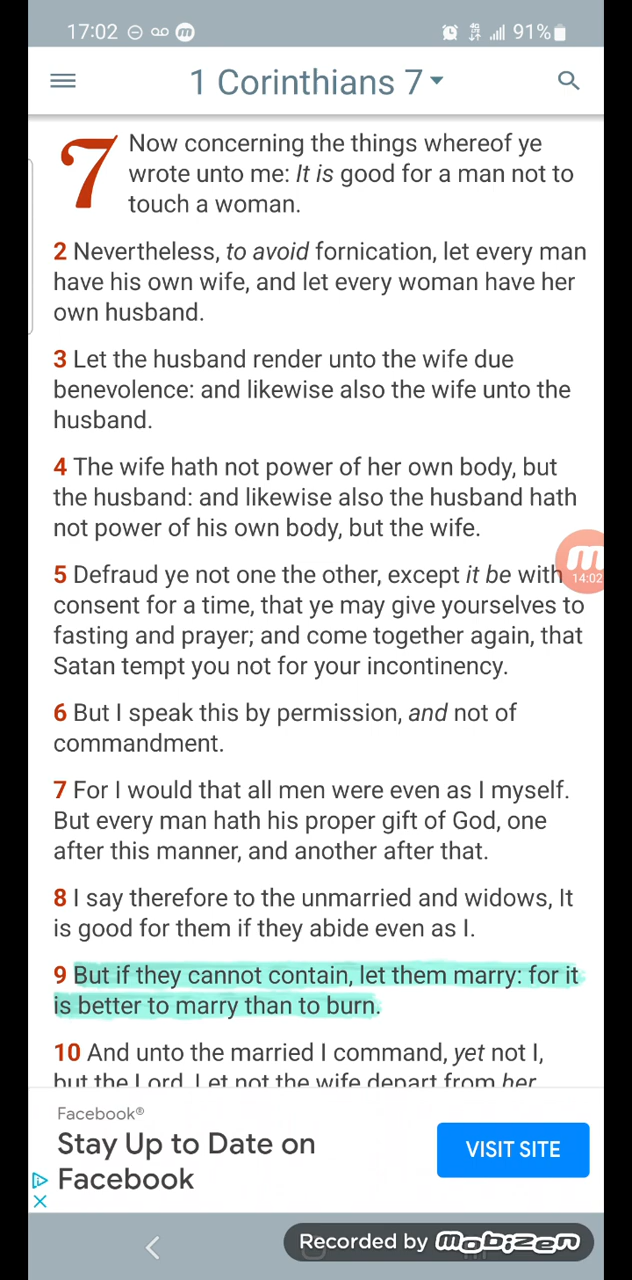 17:02 m 4G 91%
1 Corinthians 7
7 Now concerning the things whereof ye
wrote unto me: It is good for a man not to
touch a woman.
2 Nevertheless, to avoid fornication, let every man
have his own wife, and let every woman have her
own husband.
3 Let the husband render unto the wife due
benevolence: and likewise also the wife unto the
husband.
4 The wife hath not power of her own body, but
the husband: and likewise also the husband hath
not power of his own body, but the wife.
5 Defraud ye not one the other, except it be with
consent for a time, that ye may give yourselves to
fasting and prayer; and come together again, that
Satan tempt you not for your incontinency.
m
14:02
6 But I speak this by permission, and not of
commandment.
7 For I would that all men were even as I myself.
But every man hath his proper gift of God, one
after this manner, and another after that.
8 I say therefore to the unmarried and widows, It
is good for them if they abide even as I.
9 But if they cannot contain, let them marry: for it
is better to marry than to burn.
10 And unto the married I command, yet not I,
but the Lord, Let not the wife depart from her
Facebook®
Stay Up to Date on
Facebook
VISIT SITE
Recorded by mobizen